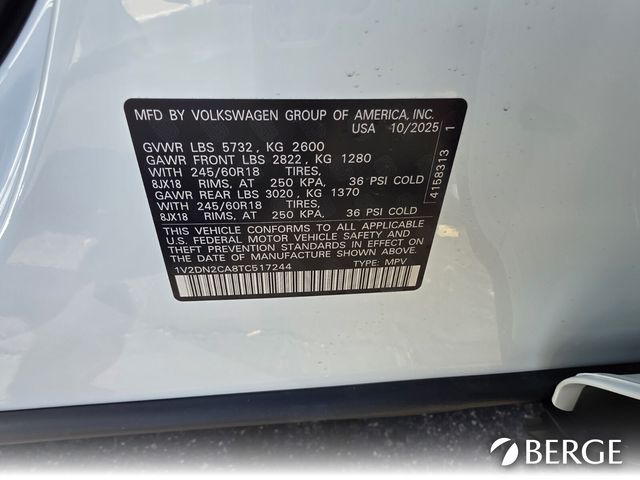 MFD BY VOLKSWAGEN GROUP OF AMERICA, INC.
USA 10/2025
GVWR LBS 5732, KG 2600
GAWR FRONT LBS 2822, KG 1280
WITH 245/60R18 TIRES,
8JX18 RIMS, AT 250 KPA, 36 PSI COLD
GAWR REAR LBS 3020, KG 1370
WITH 245/60R18 TIRES,
8JX18 RIMS, AT 250 KPA, 36 PSI COLD
THIS VEHICLE CONFORMS TO ALL APPLICABLE
U.S. FEDERAL MOTOR VEHICLE SAFETY AND
THEFT PREVENTION STANDARDS IN EFFECT ON
THE DATE OF MANUFACTURE SHOWN ABOVE.
1V2DN2CA8TC517244 TYPE: MPV
4158313 1
BERGE